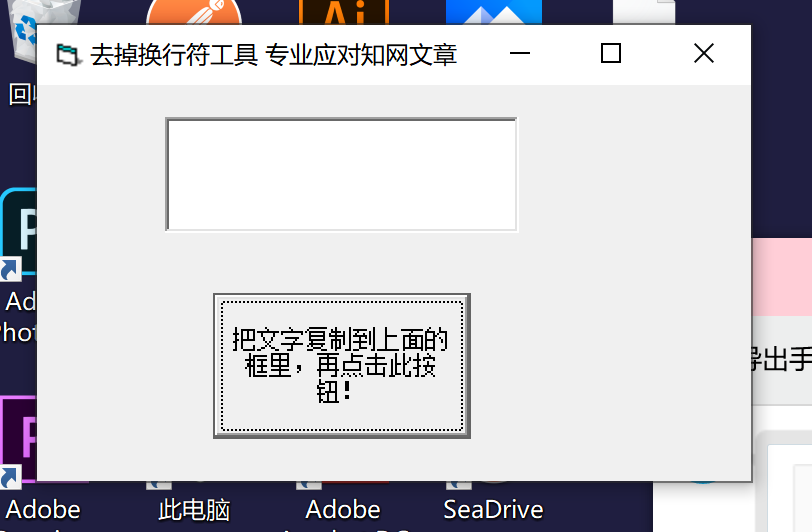 去掉换行符工具 专业应对知网文章
把文字复制到上面的
框里，再点击此按
钮！
Ai
回
Ad
导出手
Adobe
此电脑
Adobe
SeaDrive